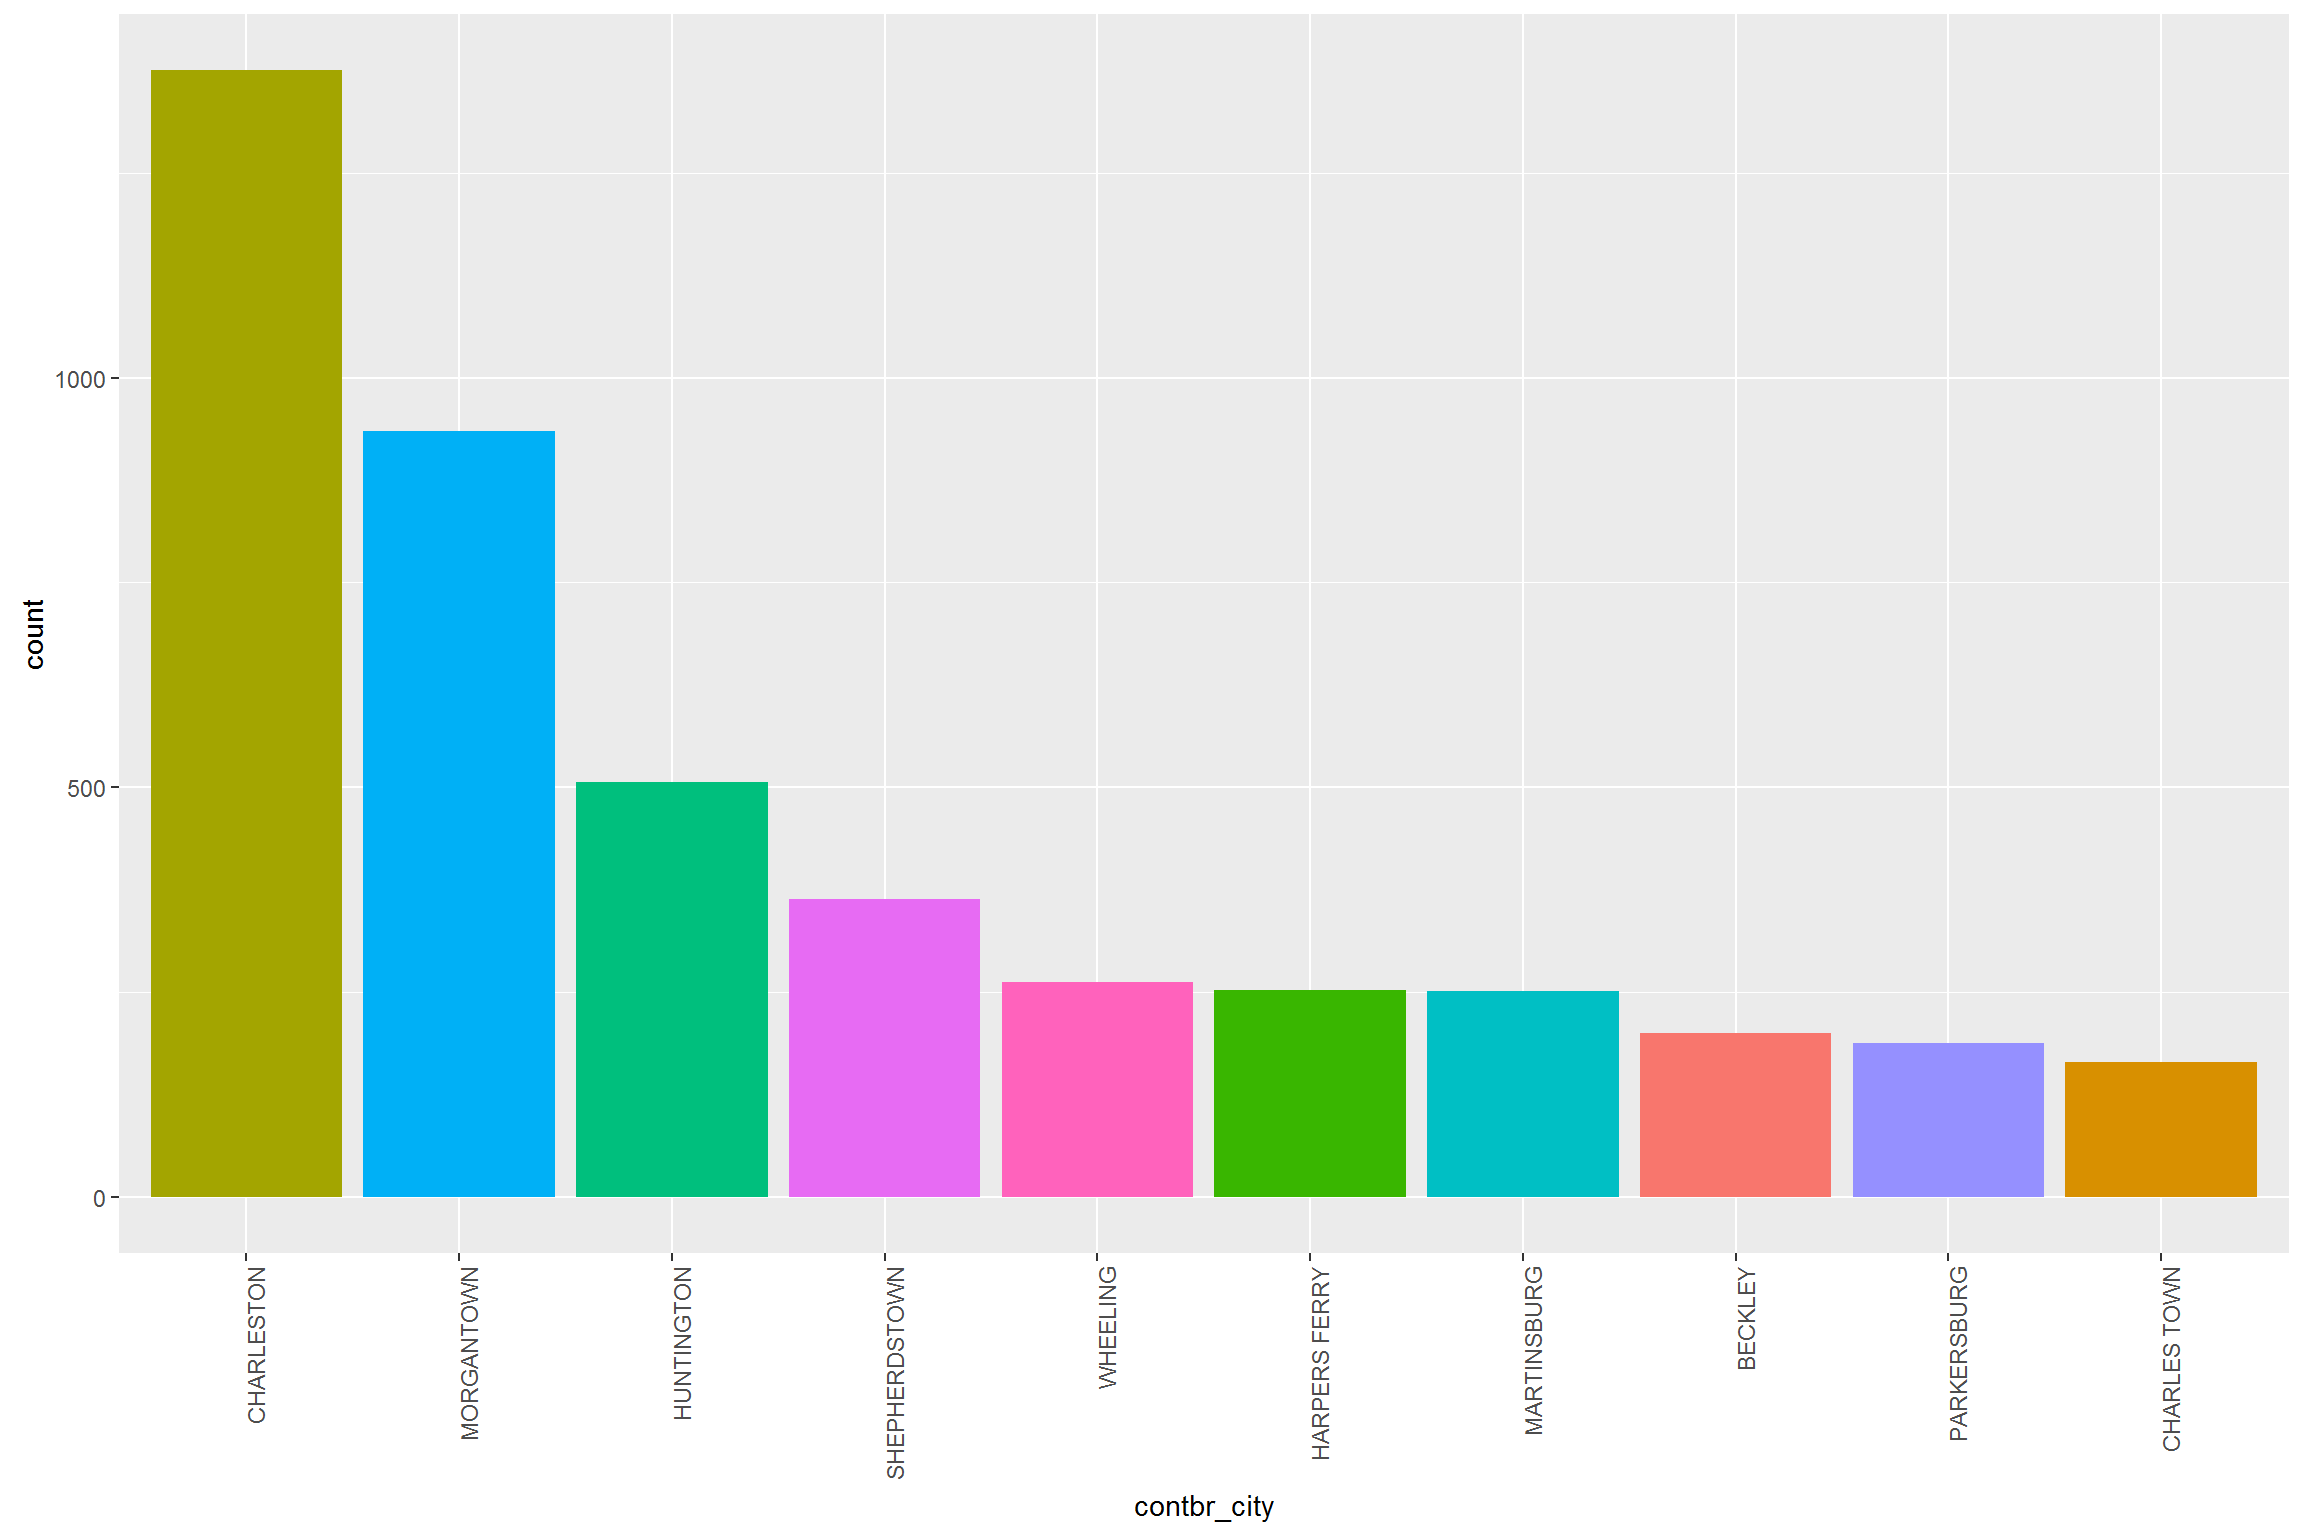 count
1000
500
0
CHARLESTON
MORGANTOWN
HUNTINGTON
SHEPHERDSTOWN
WHEELING
HARPERS FERRY
MARTINSBURG
BECKLEY
PARKERSBURG
CHARLES TOWN
contbr_city